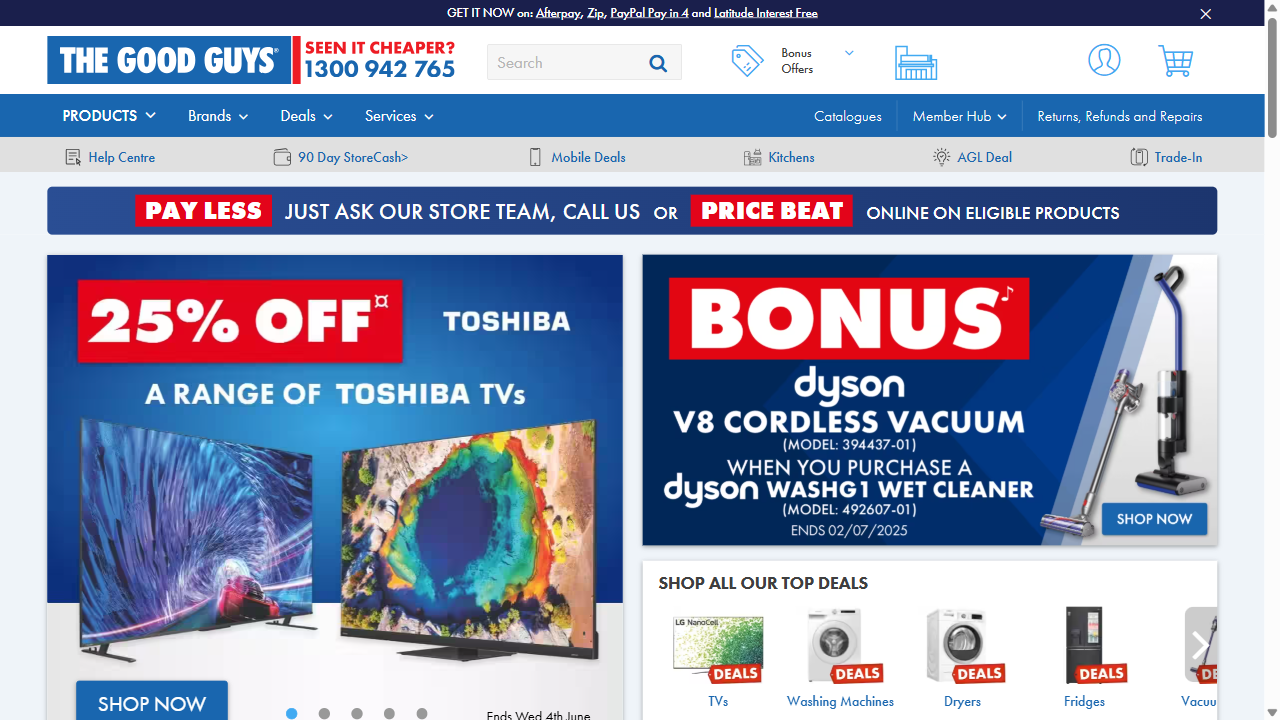 GET IT NOW on: Afterpay, Zip, PayPal Pay in 4 and Latitude Interest Free
THE GOOD GUYS®
SEEN IT CHEAPER?
1300 942 765
Search
Bonus
Offers
PRODUCTS
Brands
Deals
Services
Catalogues
Member Hub
Returns, Refunds and Repairs
Help Centre
90 Day StoreCash>
Mobile Deals
Kitchens
AGL Deal
Trade-In
PAY LESS JUST ASK OUR STORE TEAM, CALL US OR PRICE BEAT ONLINE ON ELIGIBLE PRODUCTS
25% OFF¤
TOSHIBA
A RANGE OF TOSHIBA TVs
SHOP NOW
Ends Wed 4th June
BONUS♪
dyson
V8 CORDLESS VACUUM
(MODEL: 394437-01)
WHEN YOU PURCHASE A
dyson WASHG1 WET CLEANER
(MODEL: 492607-01)
ENDS 02/07/2025
SHOP NOW
SHOP ALL OUR TOP DEALS
LG NanoCell
DEALS
TVs
DEALS
Washing Machines
DEALS
Dryers
DEALS
Fridges
DE
Vacuu